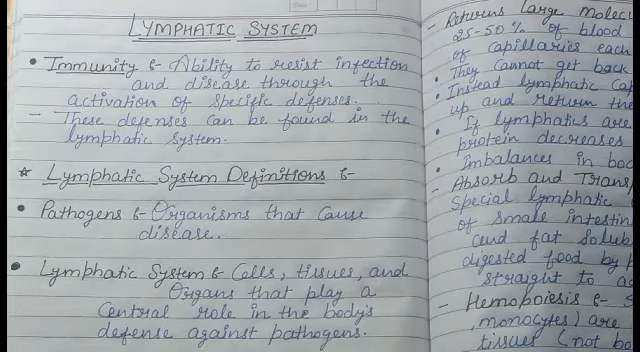 LYMPHATIC SYSTEM
• Immunity :- Ability to resist infection
and disease through the
activation of specific defenses.
– These defenses can be found in the
lymphatic system.
☆ Lymphatic System Definitions :-
• Pathogens :- Organisms that cause
disease.
• Lymphatic System :- Cells, tissues, and
Organs that play a
Central role in the body's
defense against pathogens.
– Returns Large molec
25-50% of blood
of capillaries each
• They Cannot get back
• Instead lymphatic Cap
up and return the
• If lymphatics are
protein decreases
• Imbalances in bod
– Absorb and Trans
Special lymphatic
of small intestin
and fat solub
digested food by
straight to
– Hemopoiesis :-
monocytes) are
tissues (not bo